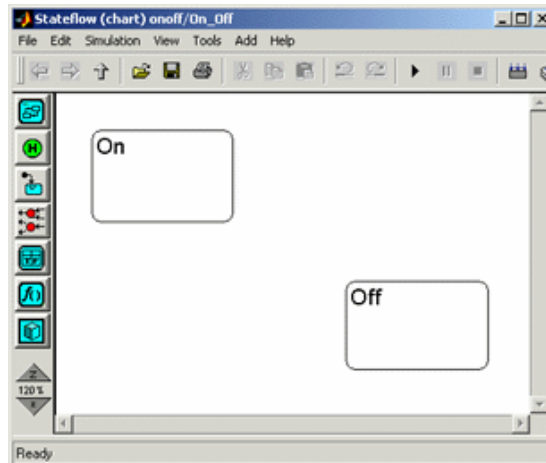 Stateflow (chart) onoff/On_Off
File Edit Simulation View Tools Add Help
H
On
Off
f()
120%
Ready